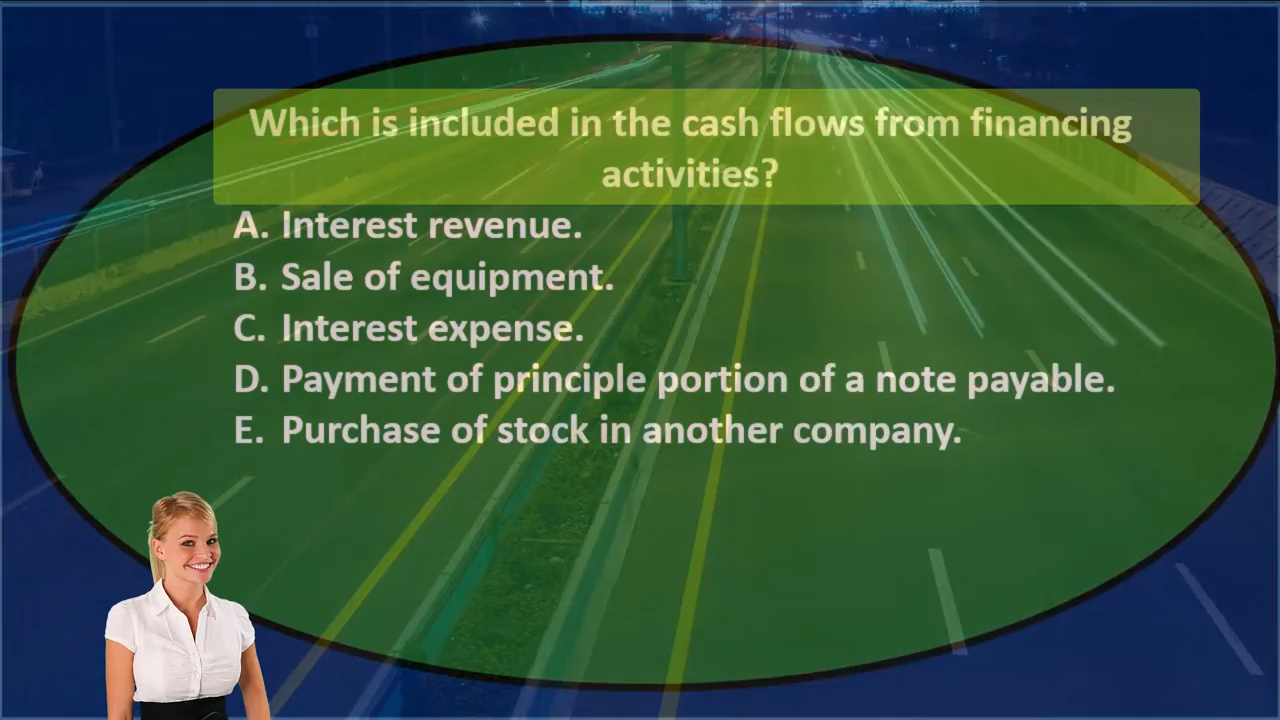 Which is included in the cash flows from financing
activities?
A. Interest revenue.
B. Sale of equipment.
C. Interest expense.
D. Payment of principle portion of a note payable.
E. Purchase of stock in another company.